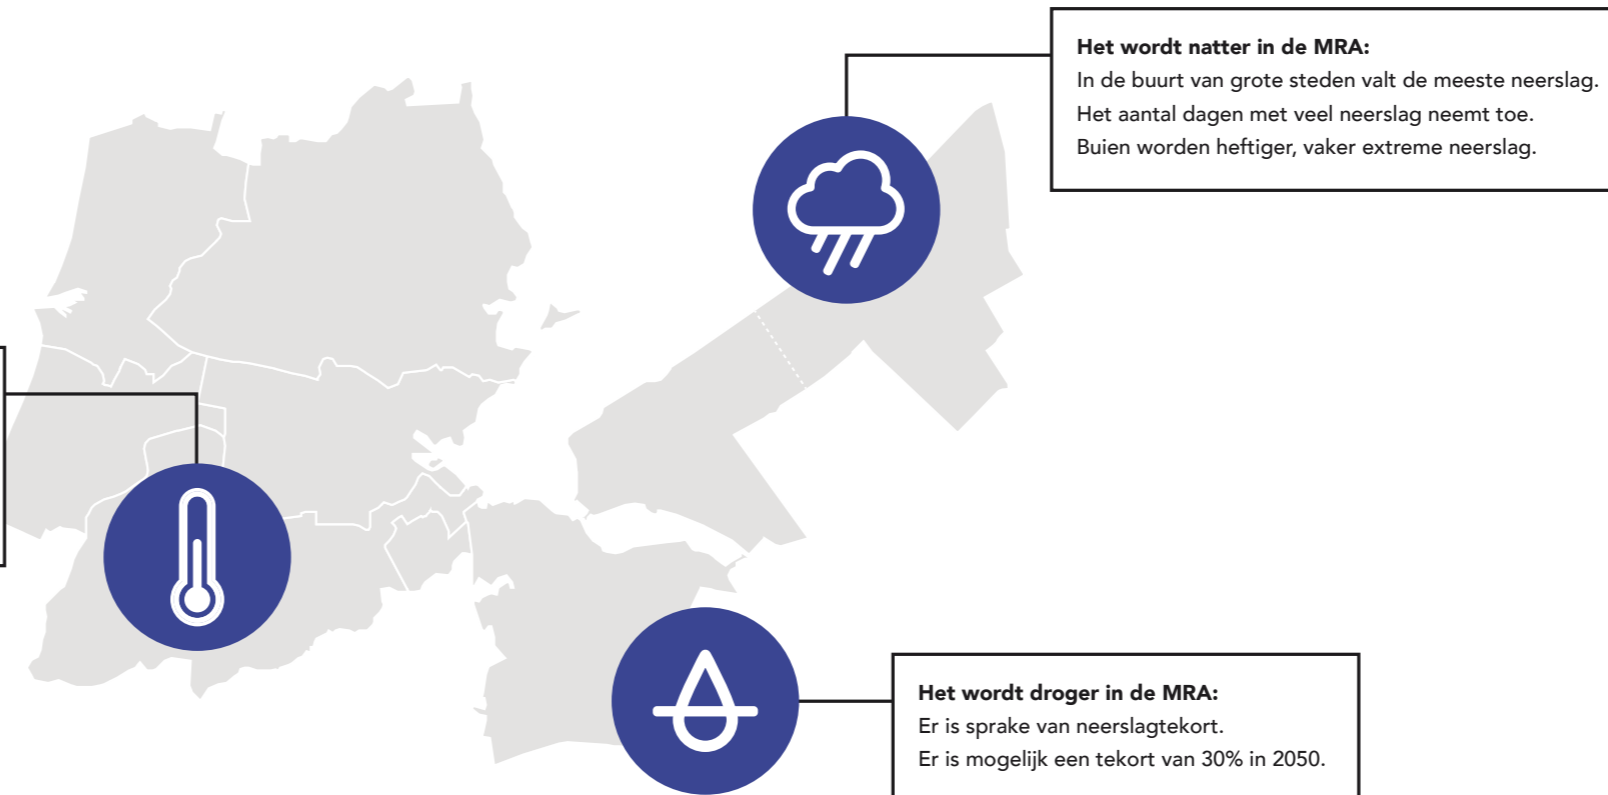 Het wordt natter in de MRA:
In de buurt van grote steden valt de meeste neerslag.
Het aantal dagen met veel neerslag neemt toe.
Buien worden heftiger, vaker extreme neerslag.
Het wordt droger in de MRA:
Er is sprake van neerslagtekort.
Er is mogelijk een tekort van 30% in 2050.